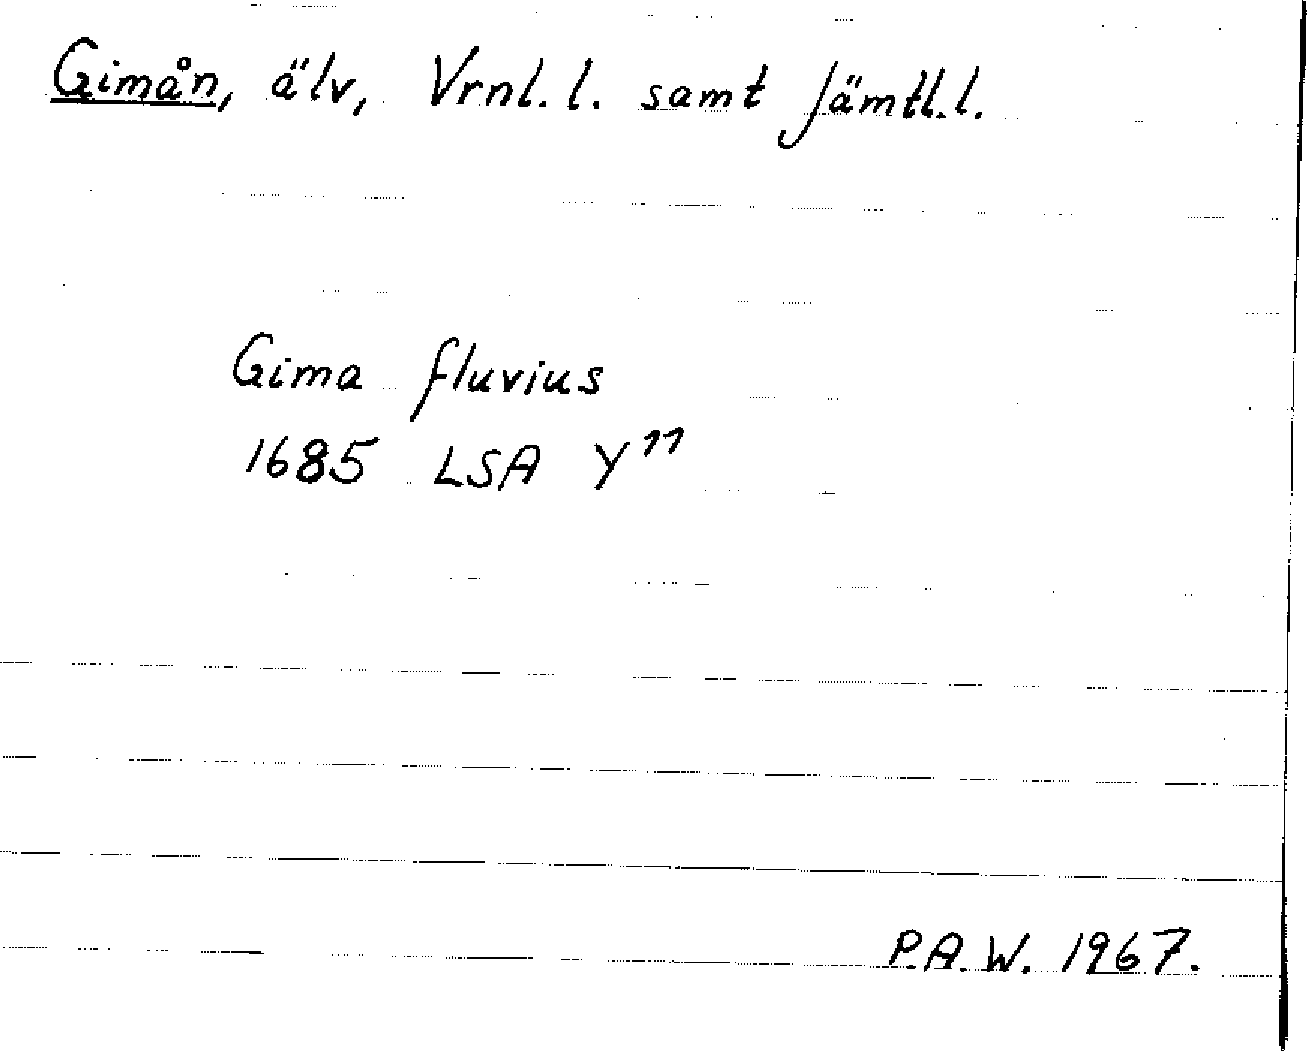 Gimån, älv, Vrnl. l. samt Jämtl. l.
Gima fluvius
1685 LSA Y¹¹
P.A.W. 1967.